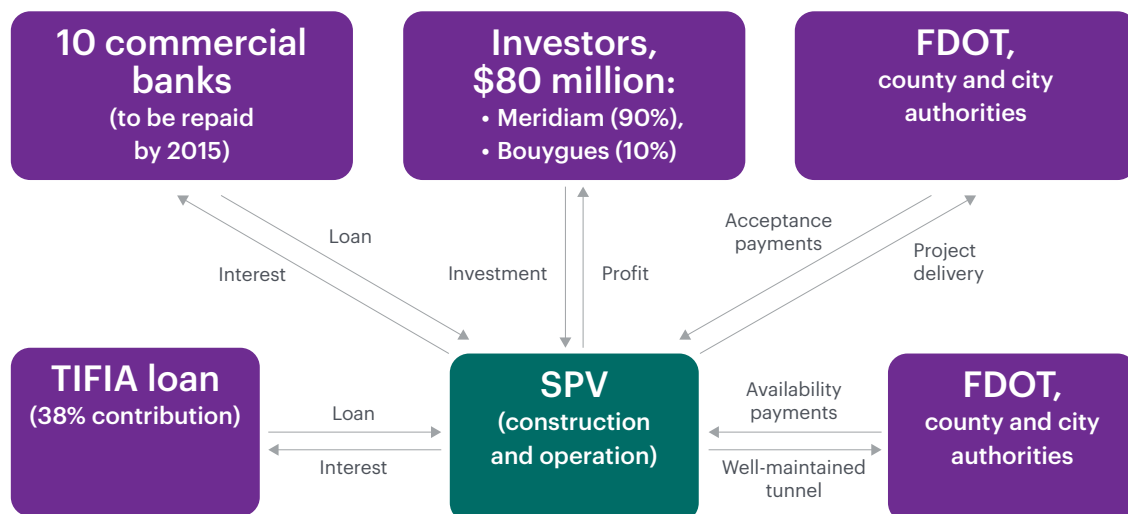 10 commercial
banks
(to be repaid
by 2015)
Investors,
$80 million:
• Meridiam (90%),
• Bouygues (10%)
FDOT,
county and city
authorities
Loan
Interest
Investment
Profit
Acceptance
payments
Project
delivery
TIFIA loan
(38% contribution)
Loan
Interest
SPV
(construction
and operation)
Availability
payments
Well-maintained
tunnel
FDOT,
county and city
authorities